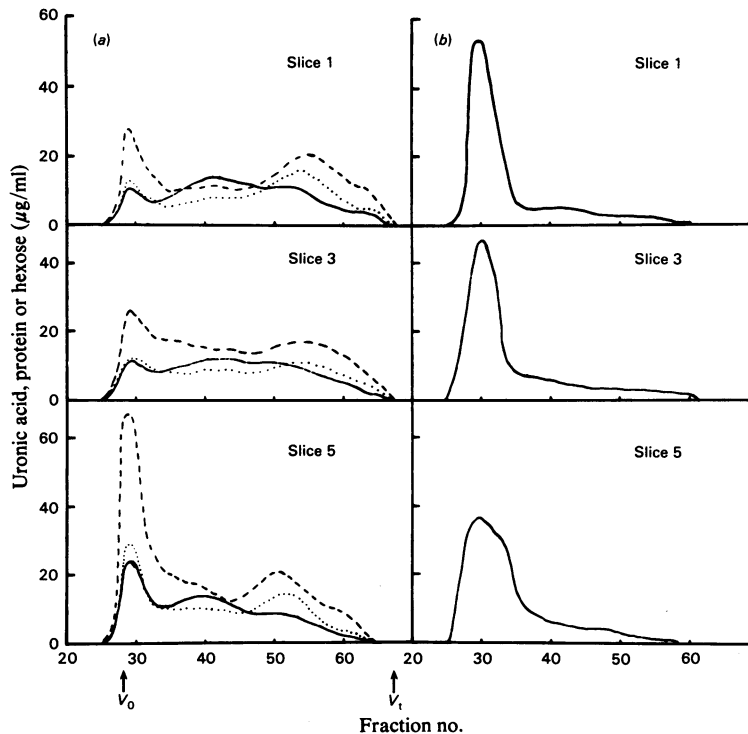 (a)
(b)
Slice 1
Slice 1
60
40
20
0
Slice 3
Slice 3
40
20
0
Slice 5
Slice 5
60
40
20
0
20 30 40 50 60 20 30 40 50 60
V0 Vt
Fraction no.
Uronic acid, protein or hexose (μg/ml)